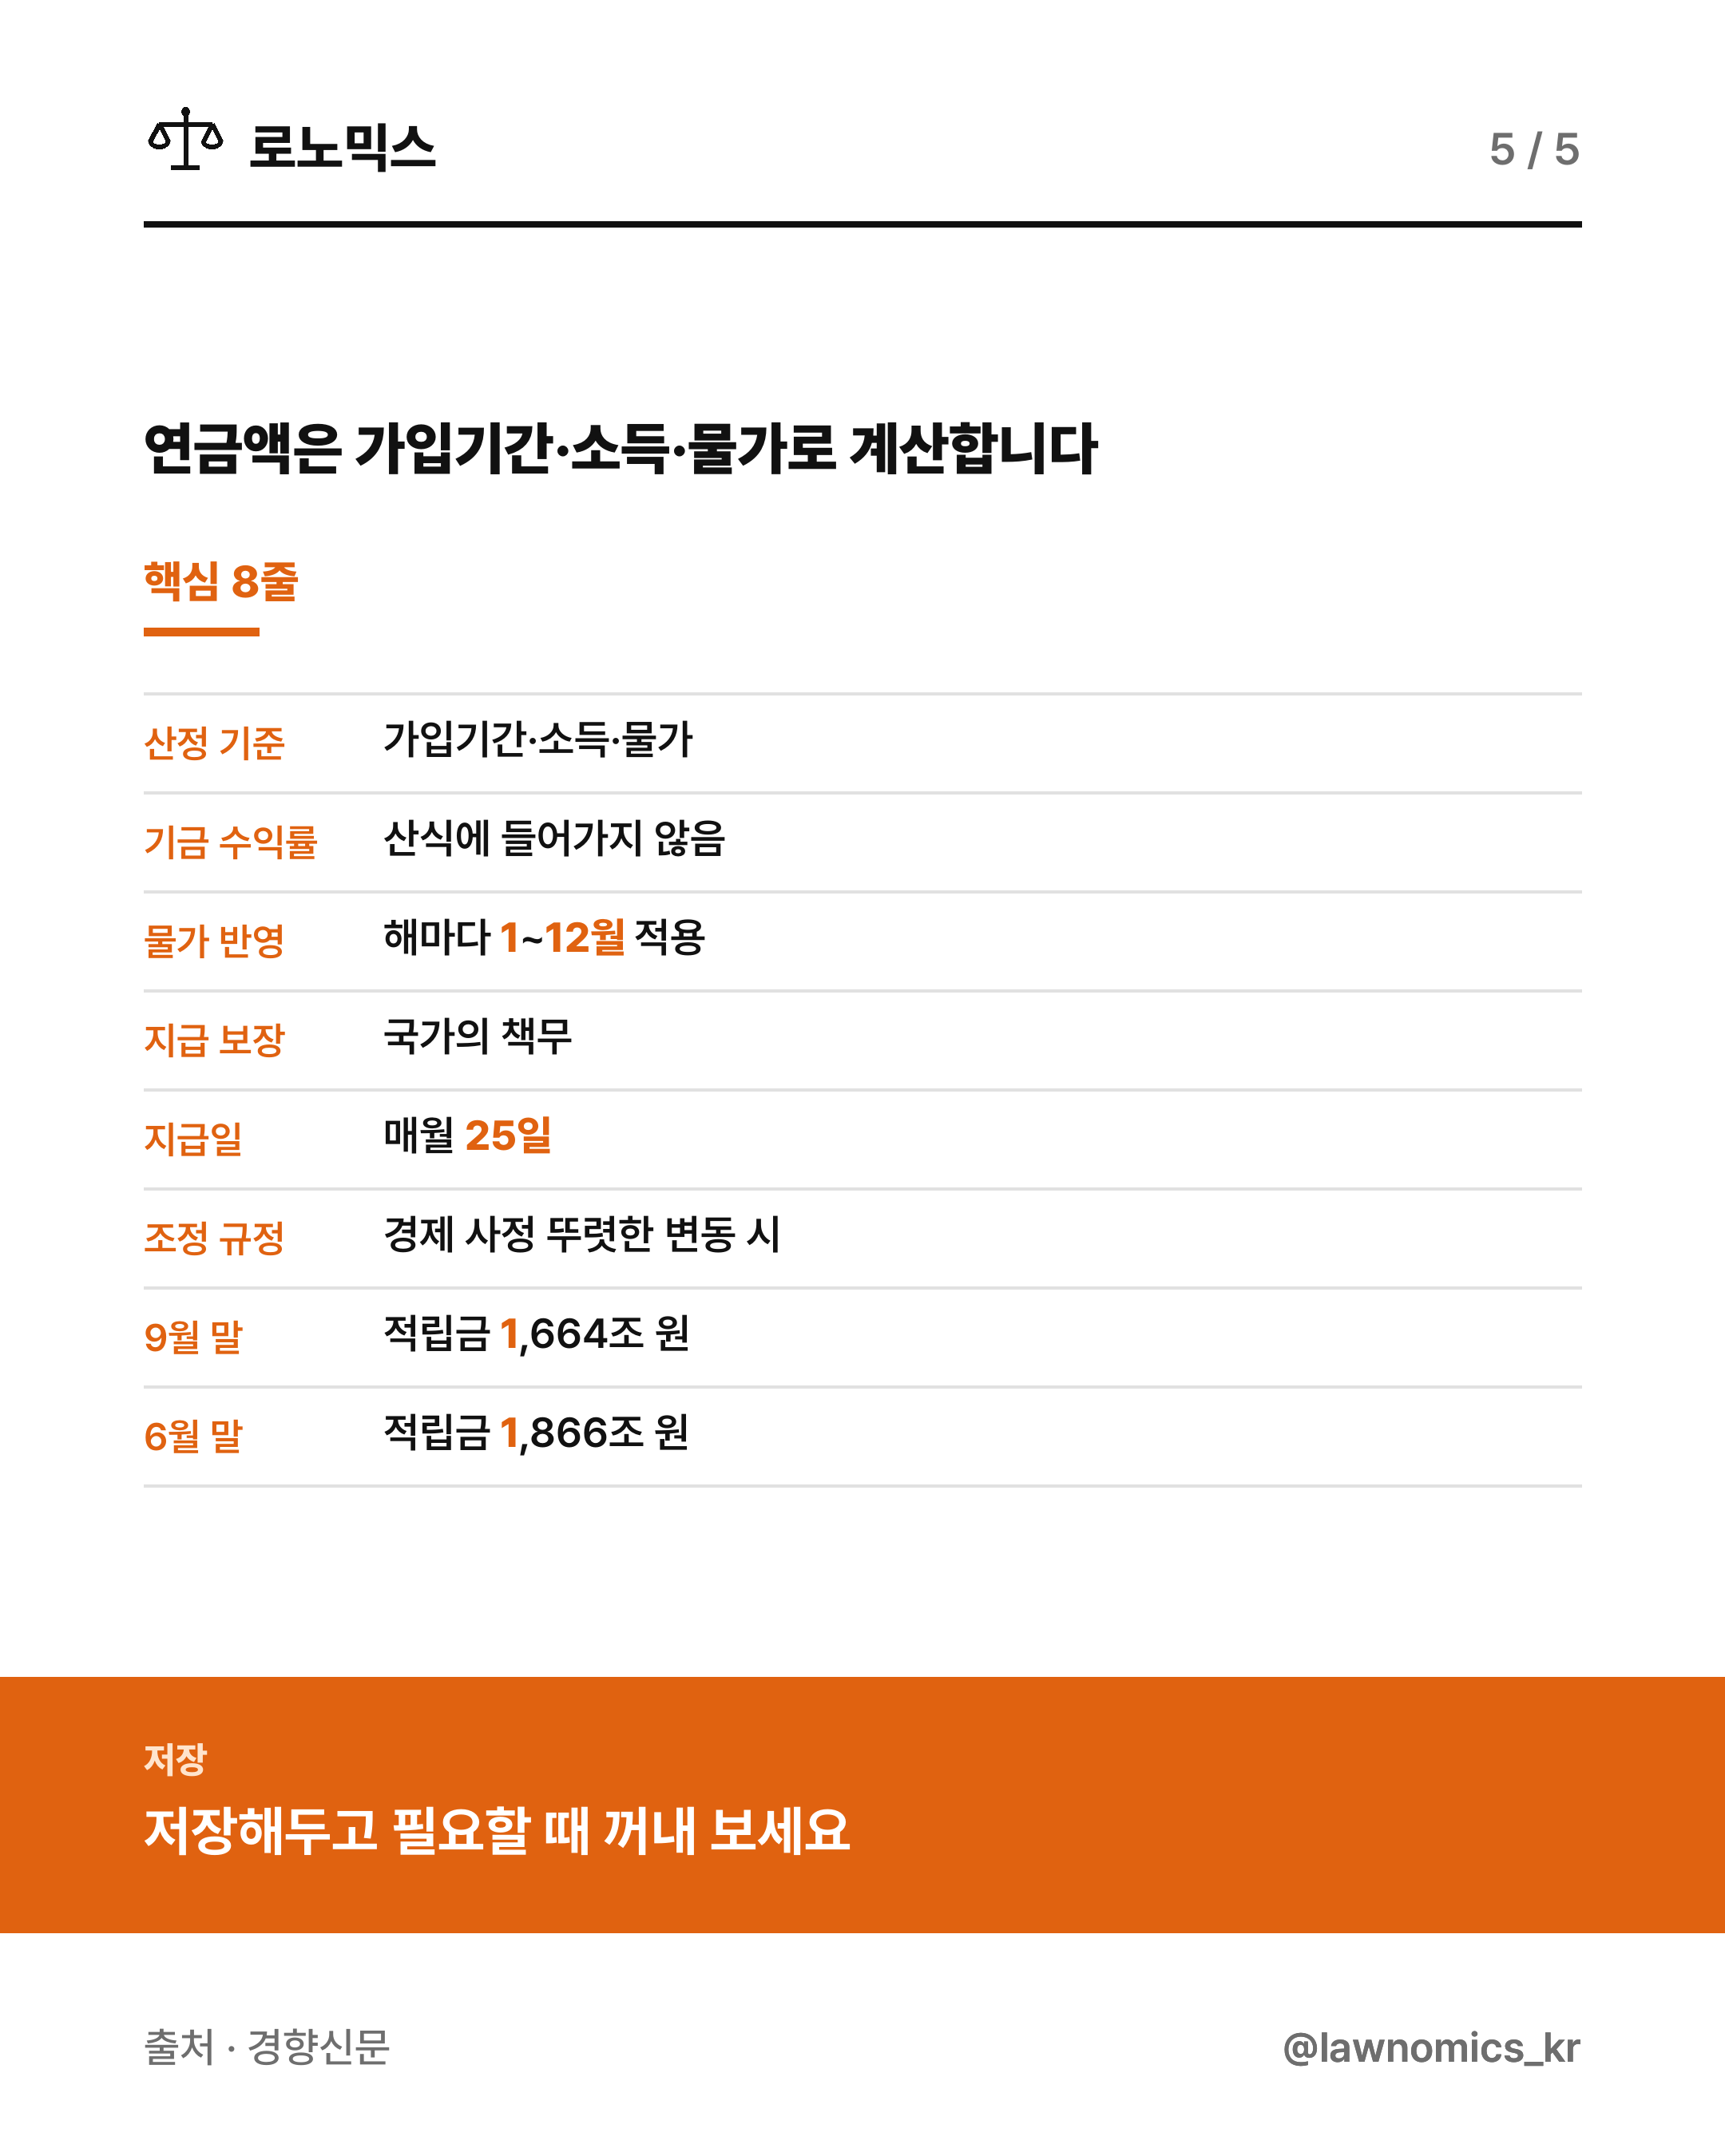 로노믹스
5 / 5
연금액은 가입기간·소득·물가로 계산합니다
핵심 8줄
산정 기준 가입기간·소득·물가
기금 수익률 산식에 들어가지 않음
물가 반영 해마다 1~12월 적용
지급 보장 국가의 책무
지급일 매월 25일
조정 규정 경제 사정 뚜렷한 변동 시
9월 말 적립금 1,664조 원
6월 말 적립금 1,866조 원
저장
저장해두고 필요할 때 꺼내 보세요
출처 · 경향신문
@lawnomics_kr